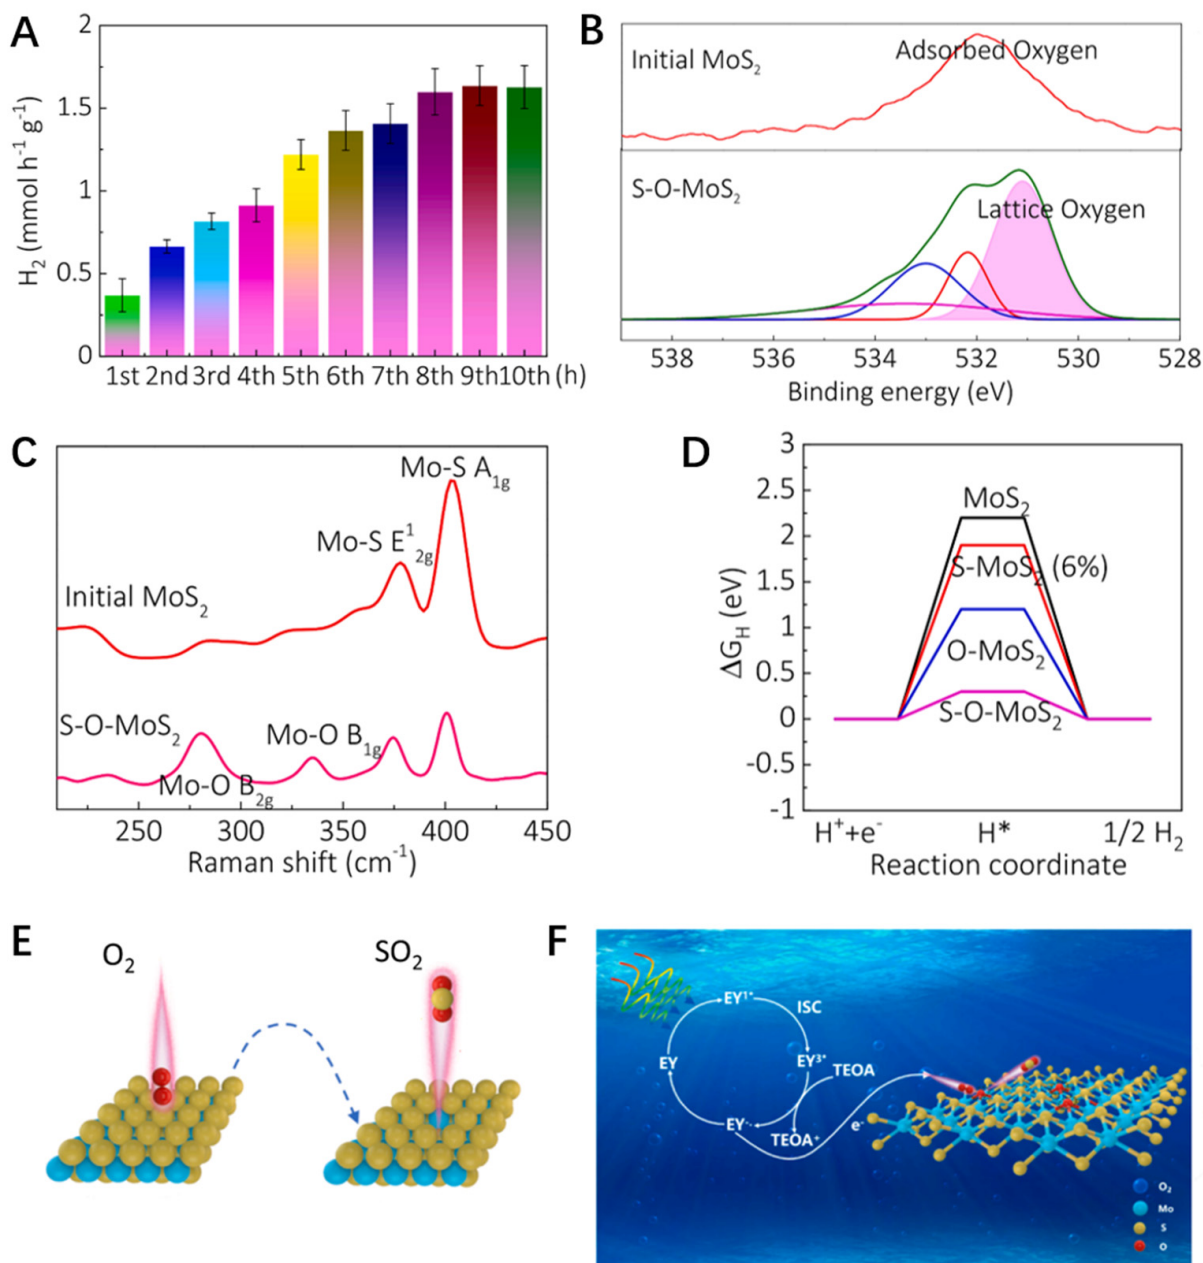 A
2
1.5
1
0.5
0
H₂ (mmol h⁻¹ g⁻¹)
1st 2nd 3rd 4th 5th 6th 7th 8th 9th 10th (h)
B
Initial MoS₂
Adsorbed Oxygen
S-O-MoS₂
Lattice Oxygen
538 536 534 532 530 528
Binding energy (eV)
C
Mo-S A₁g
Mo-S E¹₂g
Initial MoS₂
S-O-MoS₂
Mo-O B₁g
Mo-O B₂g
250 300 350 400 450
Raman shift (cm⁻¹)
D
3
2.5
2
1.5
1
0.5
0
-0.5
-1
ΔG_H (eV)
MoS₂
S-MoS₂ (6%)
O-MoS₂
S-O-MoS₂
H⁺+e⁻ H* 1/2 H₂
Reaction coordinate
E
O₂
SO₂
F
EY¹*
ISC
EY
EY³*
TEOA
EY⁻·
TEOA⁺
e⁻
O₂
Mo
S
O